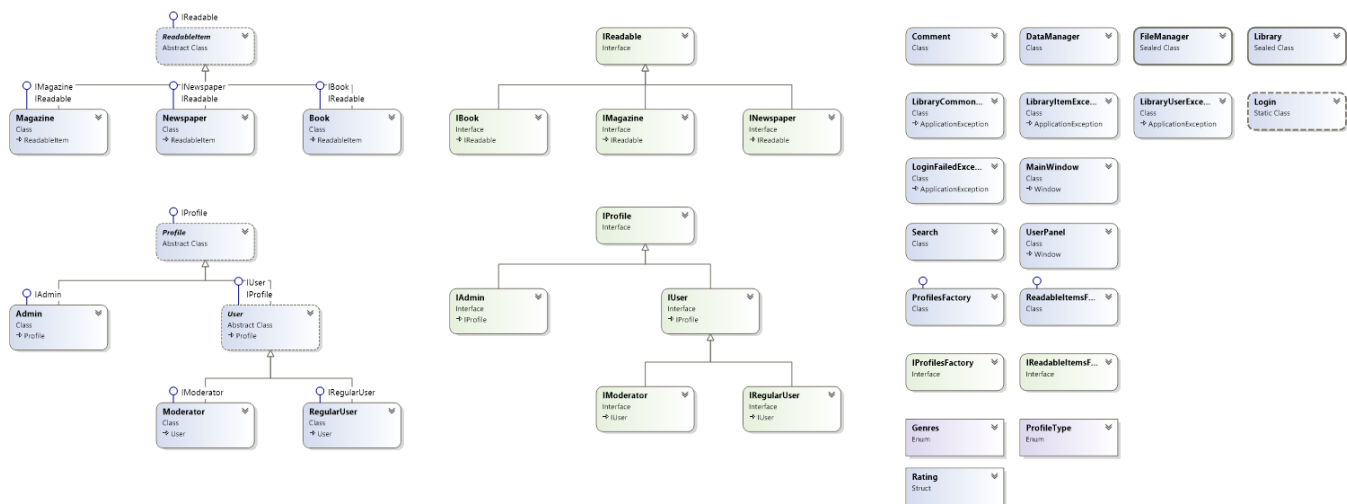 IReadable
ReadableItem
Abstract Class
IMagazine
IReadable
INewspaper
IReadable
IBook
IReadable
Magazine
Class
ReadableItem
Newspaper
Class
ReadableItem
Book
Class
ReadableItem
IProfile
Profile
Abstract Class
IAdmin
IUser
IProfile
Admin
Class
Profile
User
Abstract Class
Profile
IModerator
IRegularUser
Moderator
Class
User
RegularUser
Class
User
IReadable
Interface
IBook
Interface
IReadable
IMagazine
Interface
IReadable
INewspaper
Interface
IReadable
IProfile
Interface
IAdmin
Interface
IProfile
IUser
Interface
IProfile
IModerator
Interface
IUser
IRegularUser
Interface
IUser
Comment
Class
DataManager
Class
FileManager
Sealed Class
Library
Sealed Class
LibraryCommon...
Class
ApplicationException
LibraryItemExce...
Class
ApplicationException
LibraryUserExce...
Class
ApplicationException
Login
Static Class
LoginFailedExce...
Class
ApplicationException
MainWindow
Class
Window
Search
Class
UserPanel
Class
Window
ProfilesFactory
Class
ReadableItemsF...
Class
IProfilesFactory
Interface
IReadableItemsF...
Interface
Genres
Enum
ProfileType
Enum
Rating
Struct